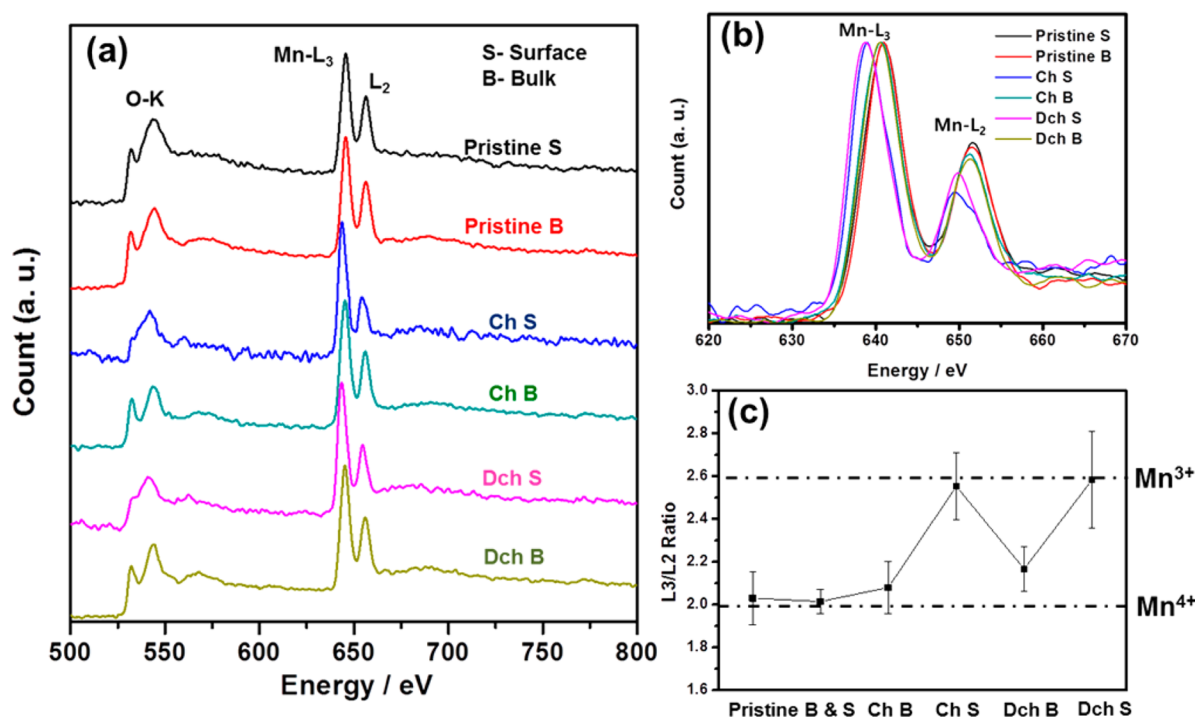 (a)
Mn-L3
L2
S- Surface
B- Bulk
O-K
Pristine S
Pristine B
Ch S
Ch B
Dch S
Dch B
Count (a. u.)
500 550 600 650 700 750 800
Energy / eV
(b)
Mn-L3
Mn-L2
Pristine S
Pristine B
Ch S
Ch B
Dch S
Dch B
Count (a. u.)
620 630 640 650 660 670
Energy / eV
(c)
3.0
2.8
2.6
2.4
2.2
2.0
1.8
1.6
L3/L2 Ratio
Mn3+
Mn4+
Pristine B & S Ch B Ch S Dch B Dch S